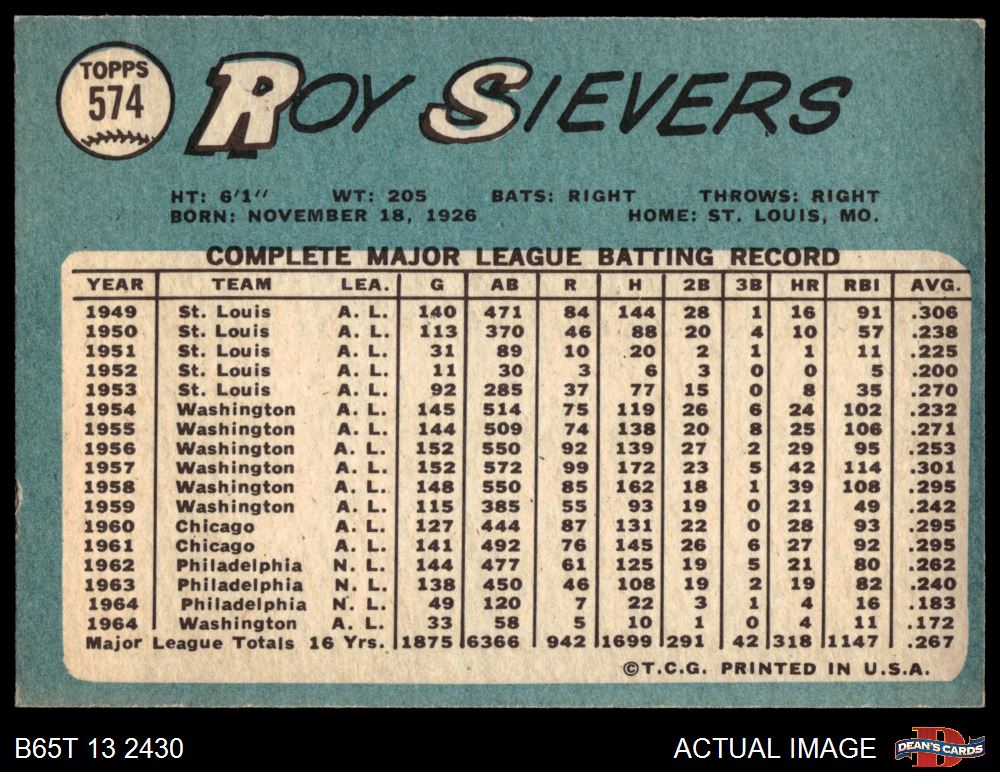 TOPPS
574
ROY SIEVERS
HT: 6'1" WT: 205 BATS: RIGHT THROWS: RIGHT
BORN: NOVEMBER 18, 1926 HOME: ST. LOUIS, MO.
COMPLETE MAJOR LEAGUE BATTING RECORD
YEAR TEAM LEA. G AB R H 2B 3B HR RBI AVG.
1949 St. Louis A. L. 140 471 84 144 28 1 16 91 .306
1950 St. Louis A. L. 113 370 46 88 20 4 10 57 .238
1951 St. Louis A. L. 31 89 10 20 2 1 1 11 .225
1952 St. Louis A. L. 11 30 3 6 3 0 0 5 .200
1953 St. Louis A. L. 92 285 37 77 15 0 8 35 .270
1954 Washington A. L. 145 514 75 119 26 6 24 102 .232
1955 Washington A. L. 144 509 74 138 20 8 25 106 .271
1956 Washington A. L. 152 550 92 139 27 2 29 95 .253
1957 Washington A. L. 152 572 99 172 23 5 42 114 .301
1958 Washington A. L. 148 550 85 162 18 1 39 108 .295
1959 Washington A. L. 115 385 55 93 19 0 21 49 .242
1960 Chicago A. L. 127 444 87 131 22 0 28 93 .295
1961 Chicago A. L. 141 492 76 145 26 6 27 92 .295
1962 Philadelphia N. L. 144 477 61 125 19 5 21 80 .262
1963 Philadelphia N. L. 138 450 46 108 19 2 19 82 .240
1964 Philadelphia N. L. 49 120 7 22 3 1 4 16 .183
1964 Washington A. L. 33 58 5 10 1 0 4 11 .172
Major League Totals 16 Yrs. 1875 6366 942 1699 291 42 318 1147 .267
©T.C.G. PRINTED IN U.S.A.
B65T 13 2430 ACTUAL IMAGE DEAN'S CARDS